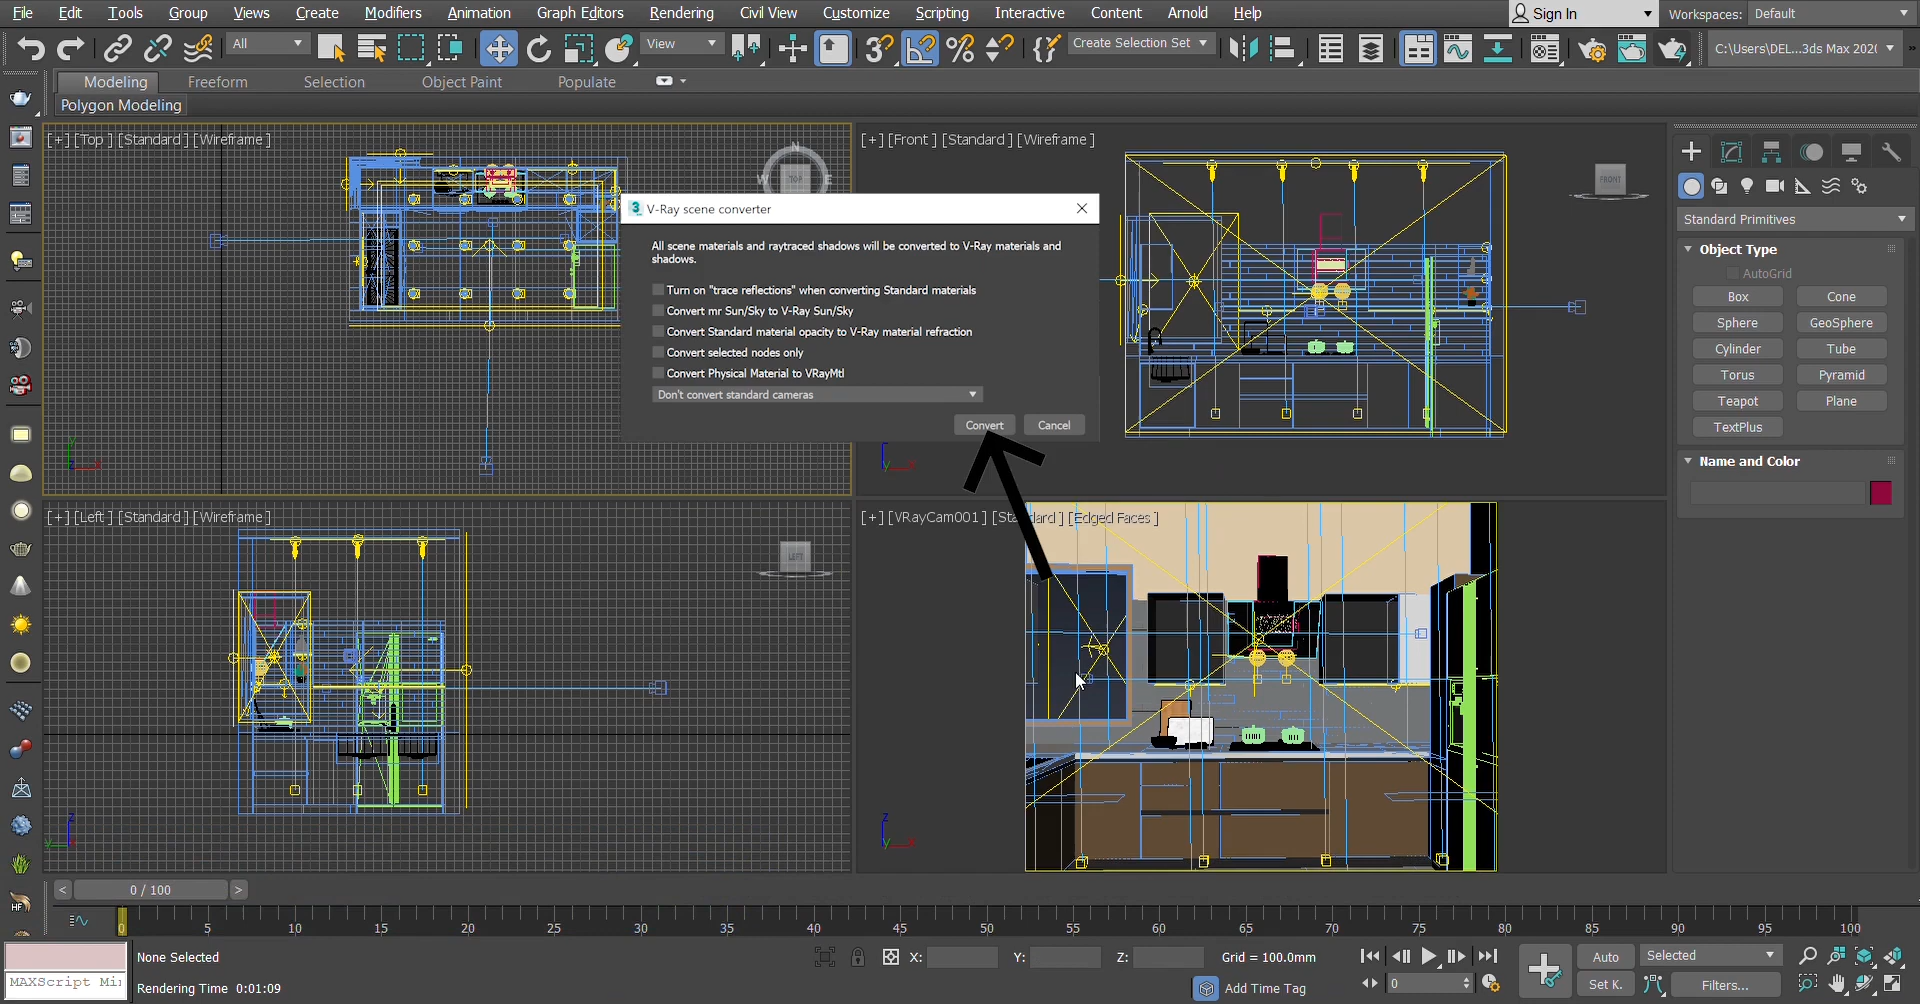 File Edit Tools Group Views Create Modifiers Animation Graph Editors Rendering Civil View Customize Scripting Interactive Content Arnold Help Sign In Workspaces: Default
All View Create Selection Set C:\Users\DEL...3ds Max 202(
Modeling Freeform Selection Object Paint Populate
Polygon Modeling
[+] [Top ] [Standard ] [Wireframe ]
N
W TOP E
[+] [Front ] [Standard ] [Wireframe ]
FRONT
V-Ray scene converter
All scene materials and raytraced shadows will be converted to V-Ray materials and
shadows.
Turn on "trace reflections" when converting Standard materials
Convert mr Sun/Sky to V-Ray Sun/Sky
Convert Standard material opacity to V-Ray material refraction
Convert selected nodes only
Convert Physical Material to VRayMtl
Don't convert standard cameras
Convert Cancel
Standard Primitives
Object Type
AutoGrid
Box Cone
Sphere GeoSphere
Cylinder Tube
Torus Pyramid
Teapot Plane
TextPlus
Name and Color
[+] [Left ] [Standard ] [Wireframe ]
LEFT
[+] [VRayCam001 ] [Sta ard ] [Edged Faces ]
< 0 / 100 >
0 5 10 15 20 25 30 35 40 45 50 55 60 65 70 75 80 85 90 95 100
None Selected X: Y: Z: Grid = 100.0mm Auto Selected
MAXScript Mi
Rendering Time 0:01:09 Add Time Tag 0 Set K. Filters...